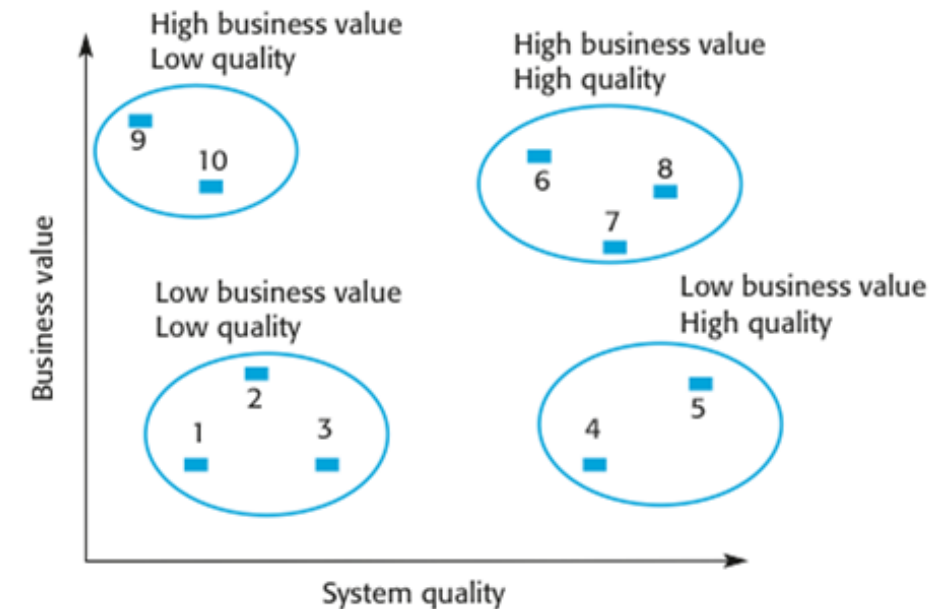 High business value
Low quality
High business value
High quality
9
10
6
8
7
Business value
Low business value
Low quality
Low business value
High quality
2
1
3
5
4
System quality